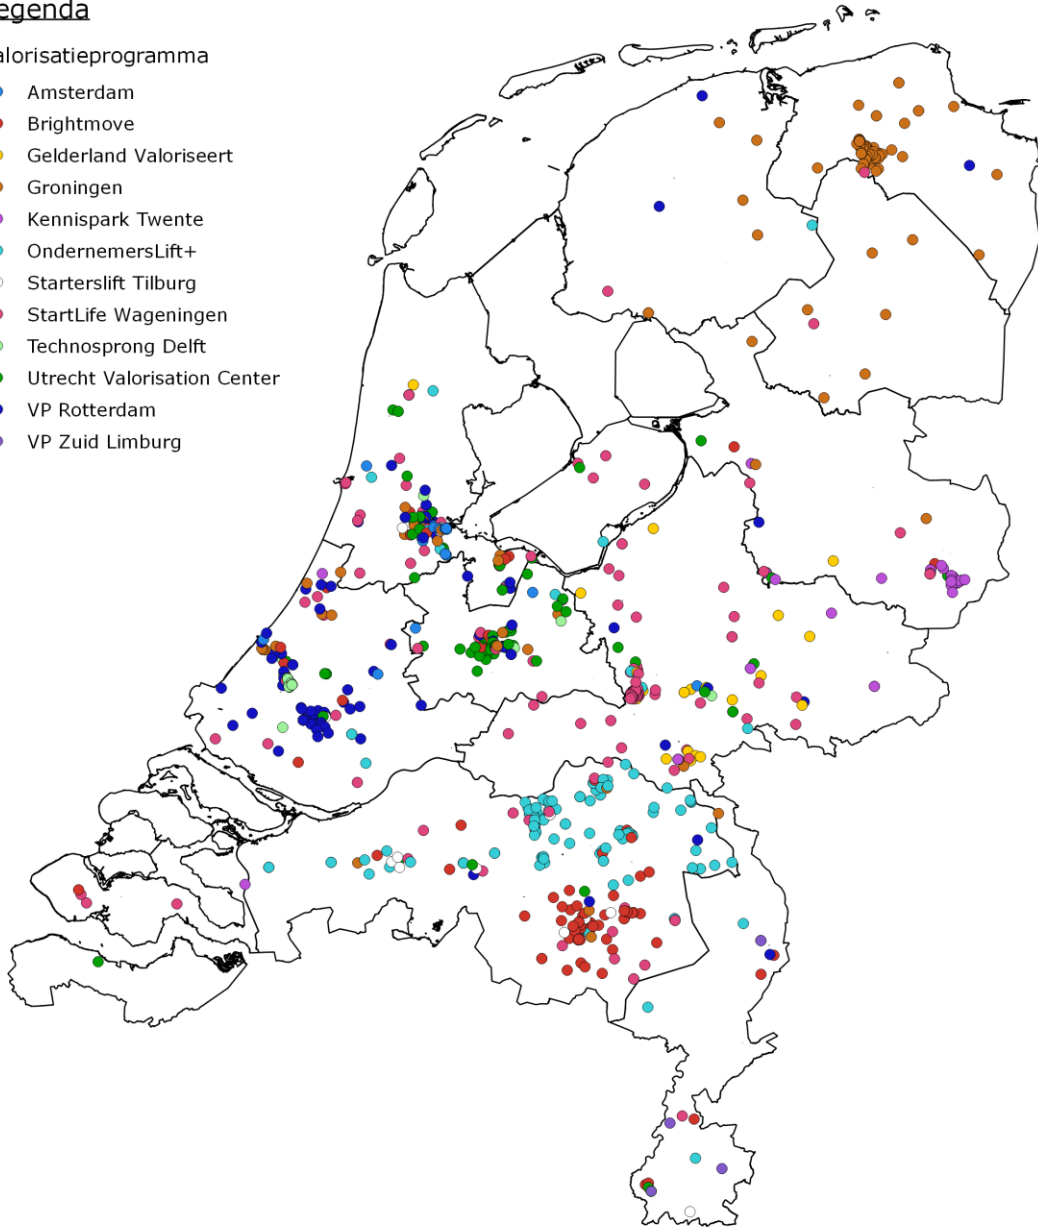 egenda
alorisatieprogramma
Amsterdam
Brightmove
Gelderland Valoriseert
Groningen
Kennispark Twente
OndernemersLift+
Starterslift Tilburg
StartLife Wageningen
Technosprong Delft
Utrecht Valorisation Center
VP Rotterdam
VP Zuid Limburg